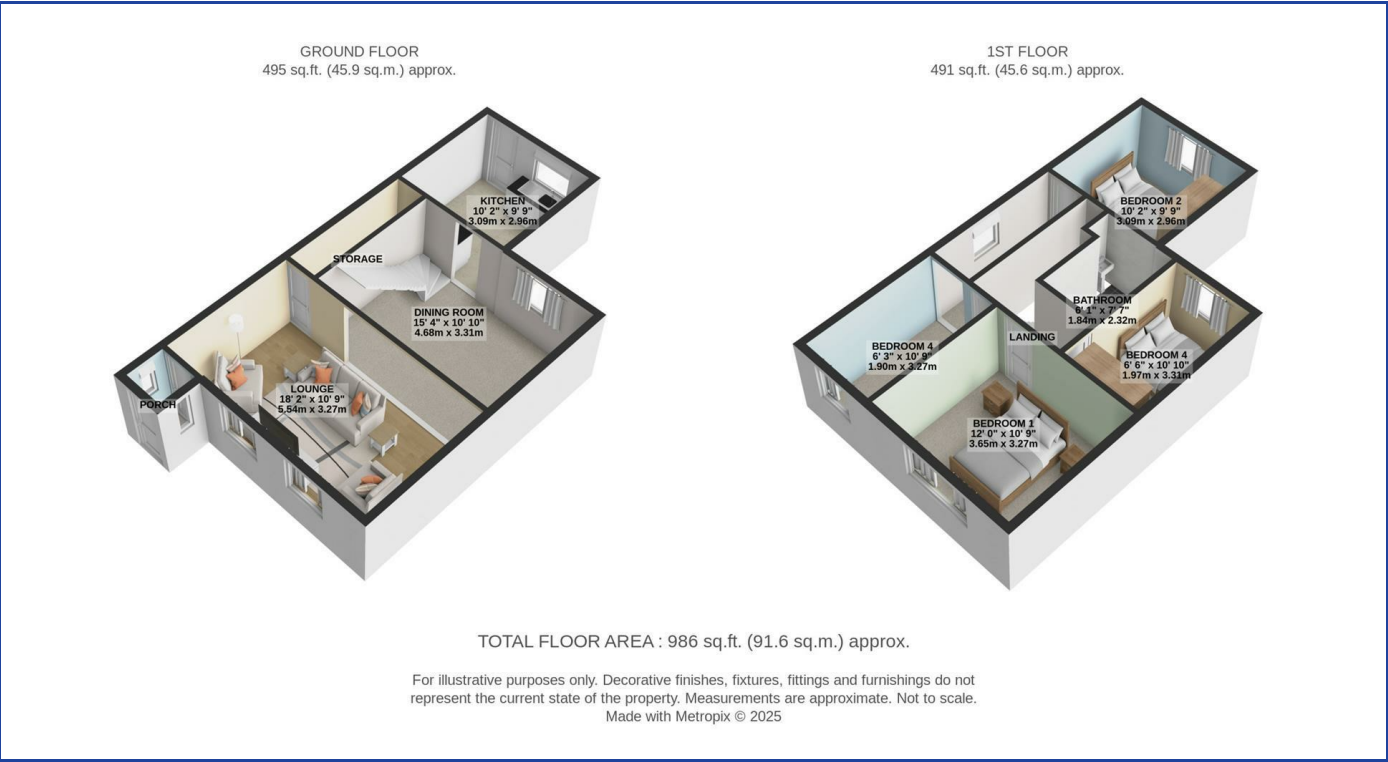 GROUND FLOOR
495 sq.ft. (45.9 sq.m.) approx.
KITCHEN
10' 2" x 9' 9"
3.09m x 2.96m
STORAGE
DINING ROOM
15' 4" x 10' 10"
4.68m x 3.31m
LOUNGE
18' 2" x 10' 9"
5.54m x 3.27m
PORCH
1ST FLOOR
491 sq.ft. (45.6 sq.m.) approx.
BEDROOM 2
10' 2" x 9' 9"
3.09m x 2.96m
BATHROOM
6' 1" x 7' 7"
1.84m x 2.32m
LANDING
BEDROOM 4
6' 3" x 10' 9"
1.90m x 3.27m
BEDROOM 4
6' 6" x 10' 10"
1.97m x 3.31m
BEDROOM 1
12' 0" x 10' 9"
3.65m x 3.27m
TOTAL FLOOR AREA : 986 sq.ft. (91.6 sq.m.) approx.
For illustrative purposes only. Decorative finishes, fixtures, fittings and furnishings do not
represent the current state of the property. Measurements are approximate. Not to scale.
Made with Metropix © 2025